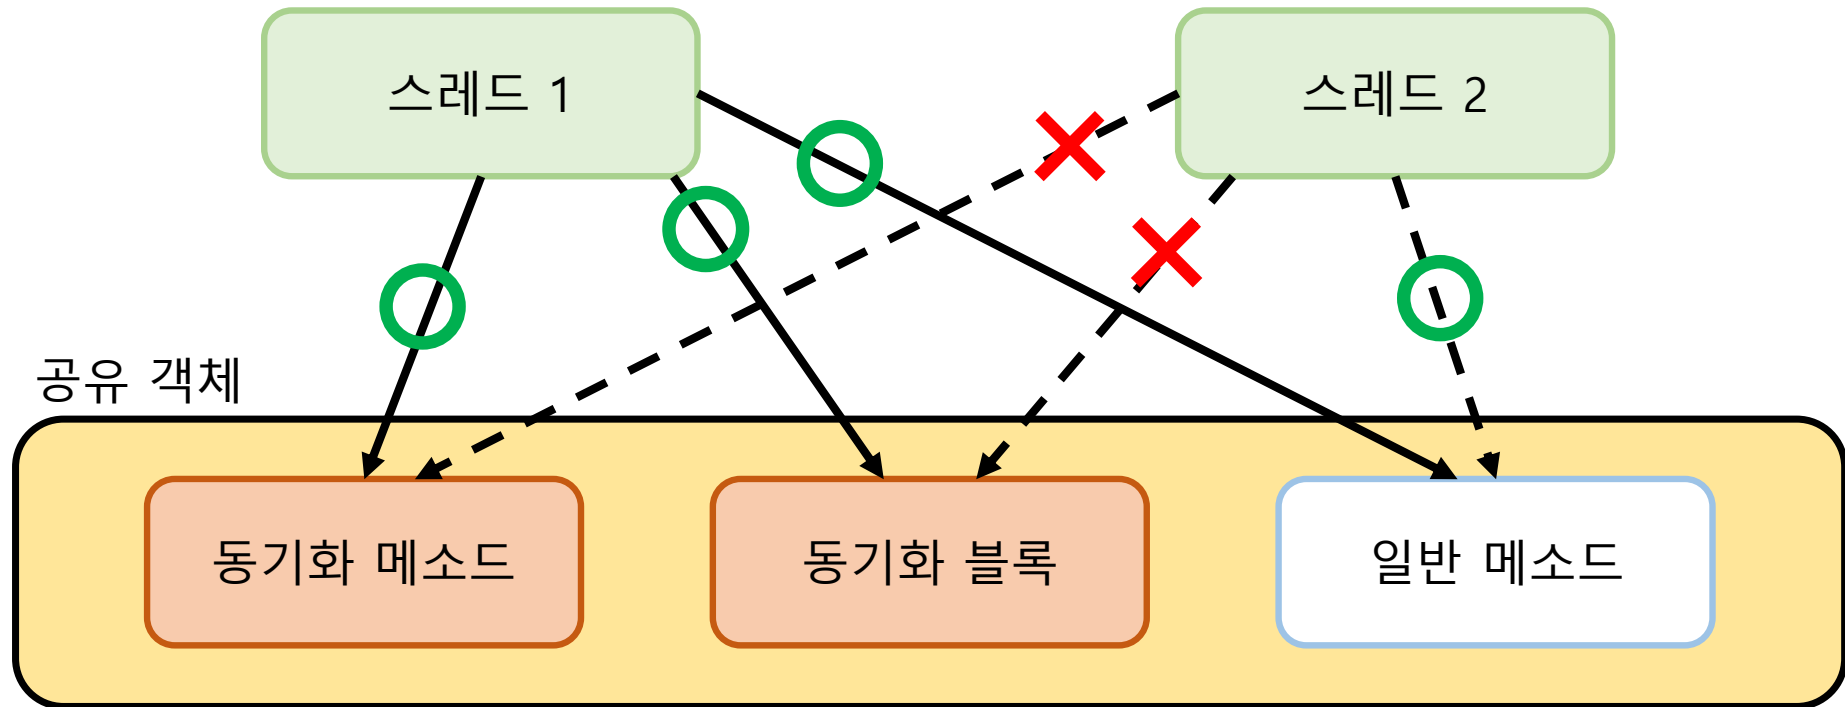 스레드 1
스레드 2
공유 객체
동기화 메소드
동기화 블록
일반 메소드